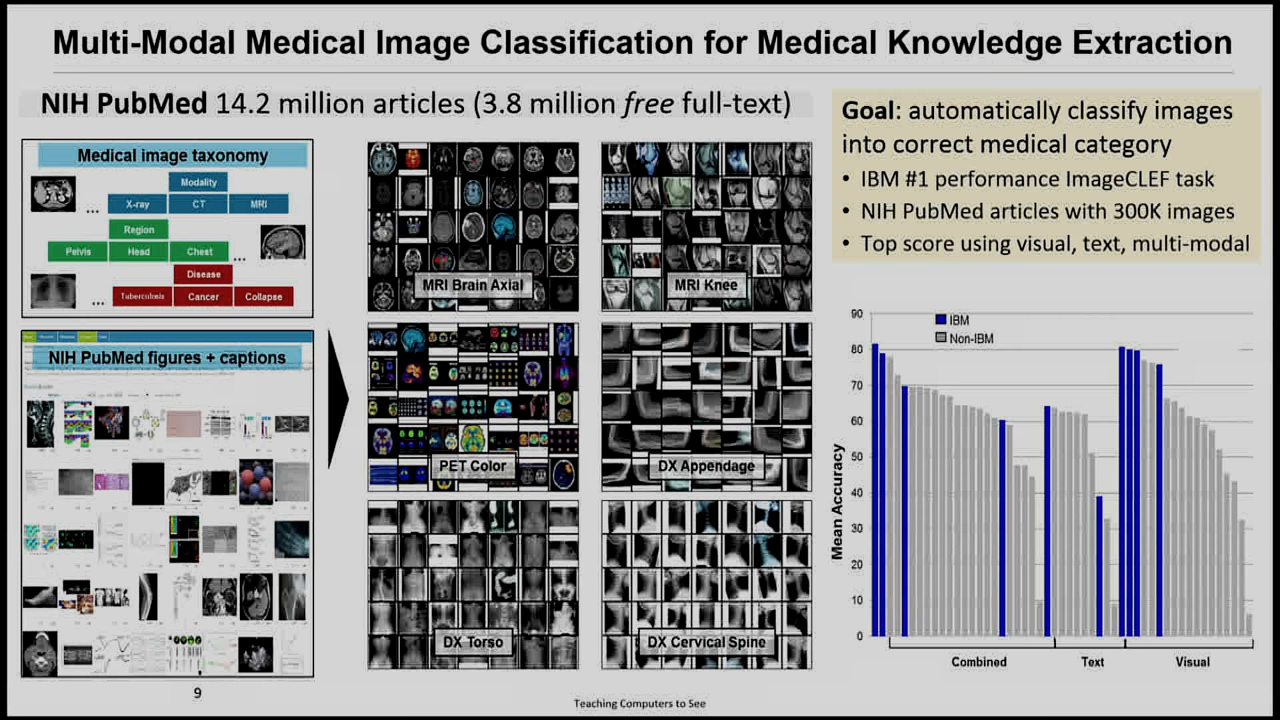 Multi-Modal Medical Image Classification for Medical Knowledge Extraction
NIH PubMed 14.2 million articles (3.8 million free full-text)
Medical image taxonomy
Modality
... X-ray CT MRI
Region
Pelvis Head Chest ...
Disease
... Tuberculosis Cancer Collapse
NIH PubMed figures + captions
MRI Brain Axial
MRI Knee
PET Color
DX Appendage
DX Torso
DX Cervical Spine
Goal: automatically classify images
into correct medical category
• IBM #1 performance ImageCLEF task
• NIH PubMed articles with 300K images
• Top score using visual, text, multi-modal
IBM
Non-IBM
Mean Accuracy
90
80
70
60
50
40
30
20
10
0
Combined Text Visual
9
Teaching Computers to See